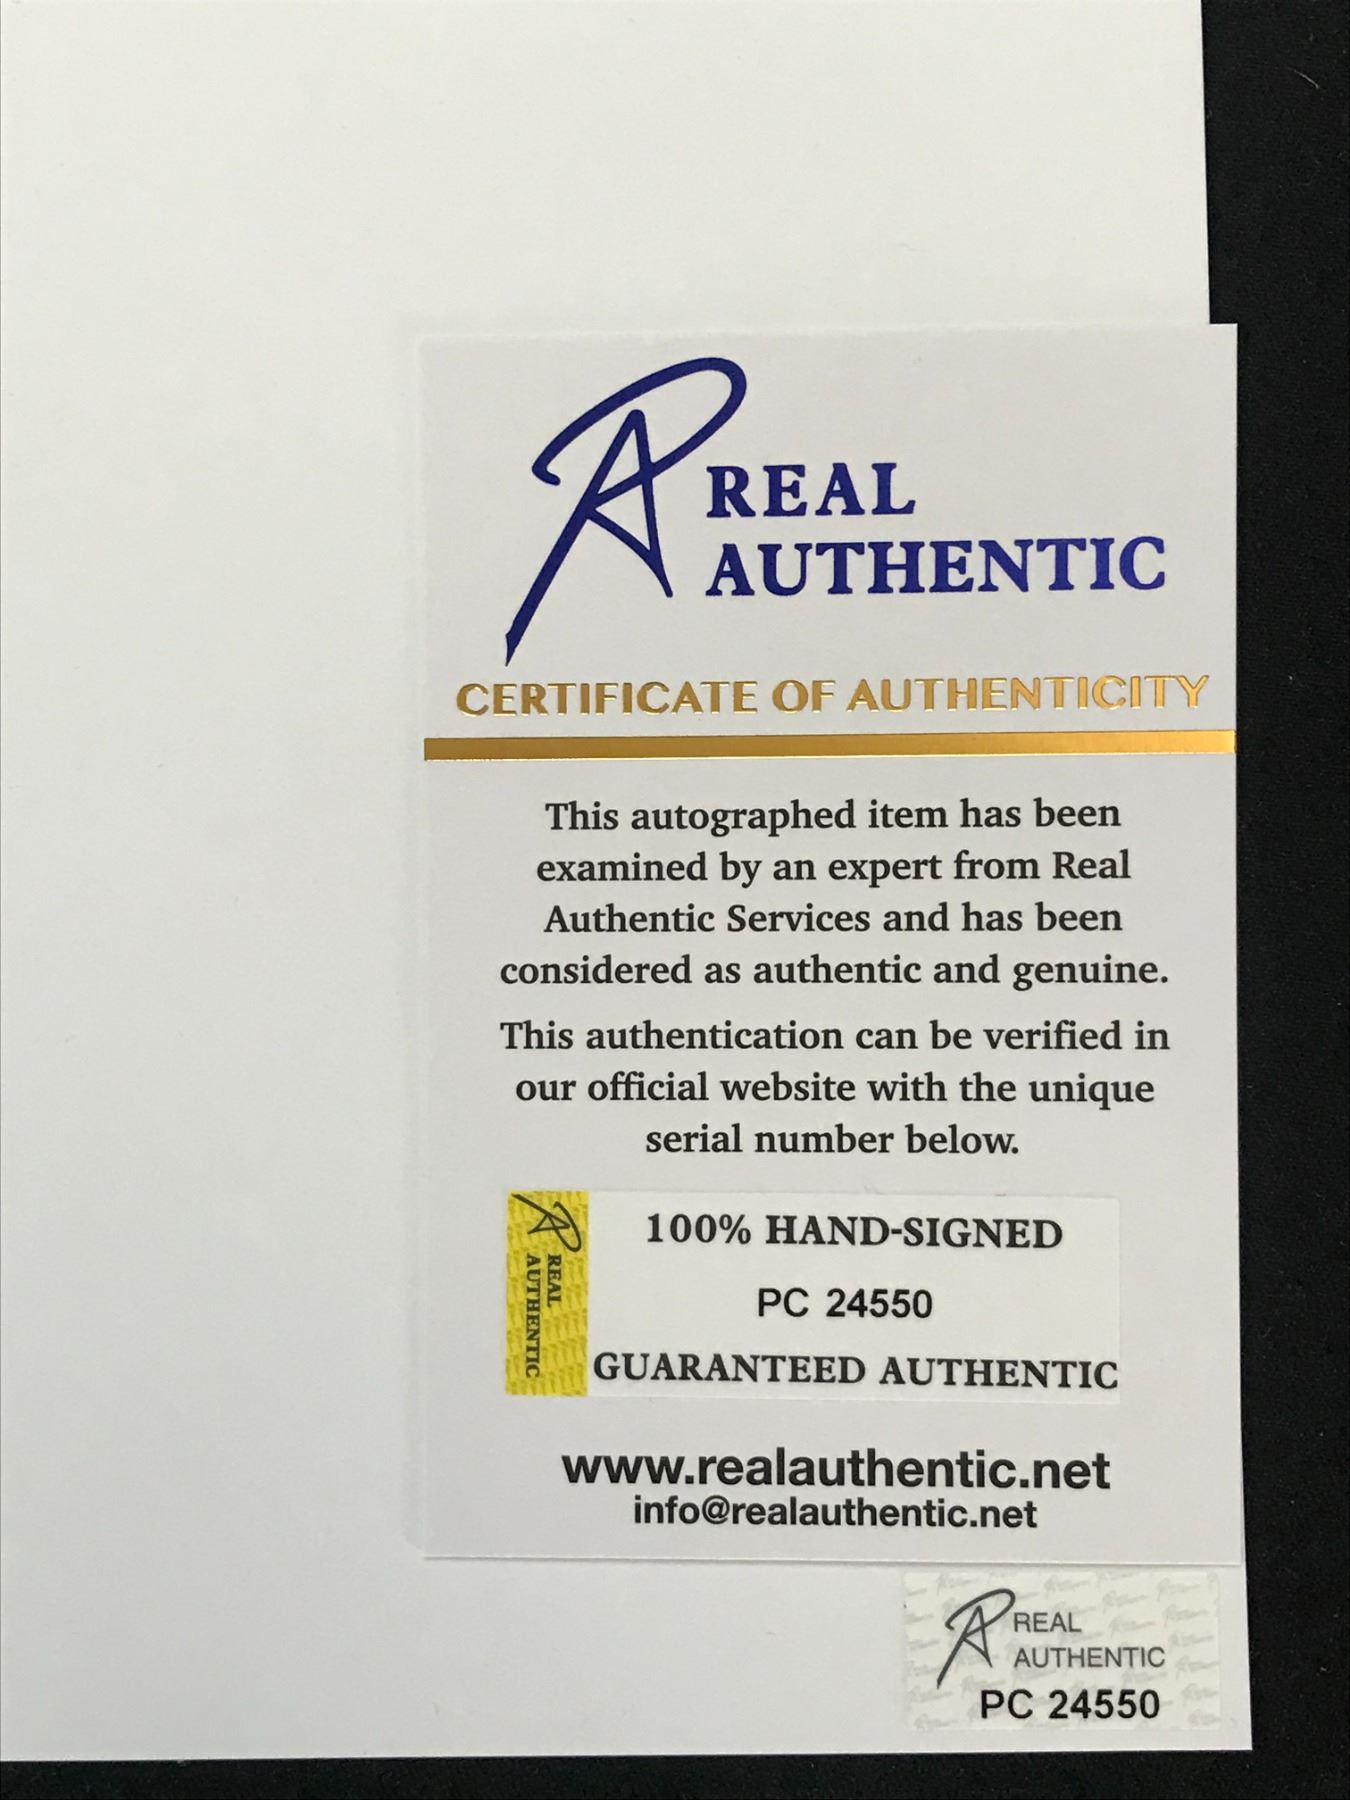 REAL
AUTHENTIC
CERTIFICATE OF AUTHENTICITY
This autographed item has been
examined by an expert from Real
Authentic Services and has been
considered as authentic and genuine.
This authentication can be verified in
our official website with the unique
serial number below.
REAL
AUTHENTIC
100% HAND-SIGNED
PC 24550
GUARANTEED AUTHENTIC
www.realauthentic.net
info@realauthentic.net
REAL
AUTHENTIC
PC 24550